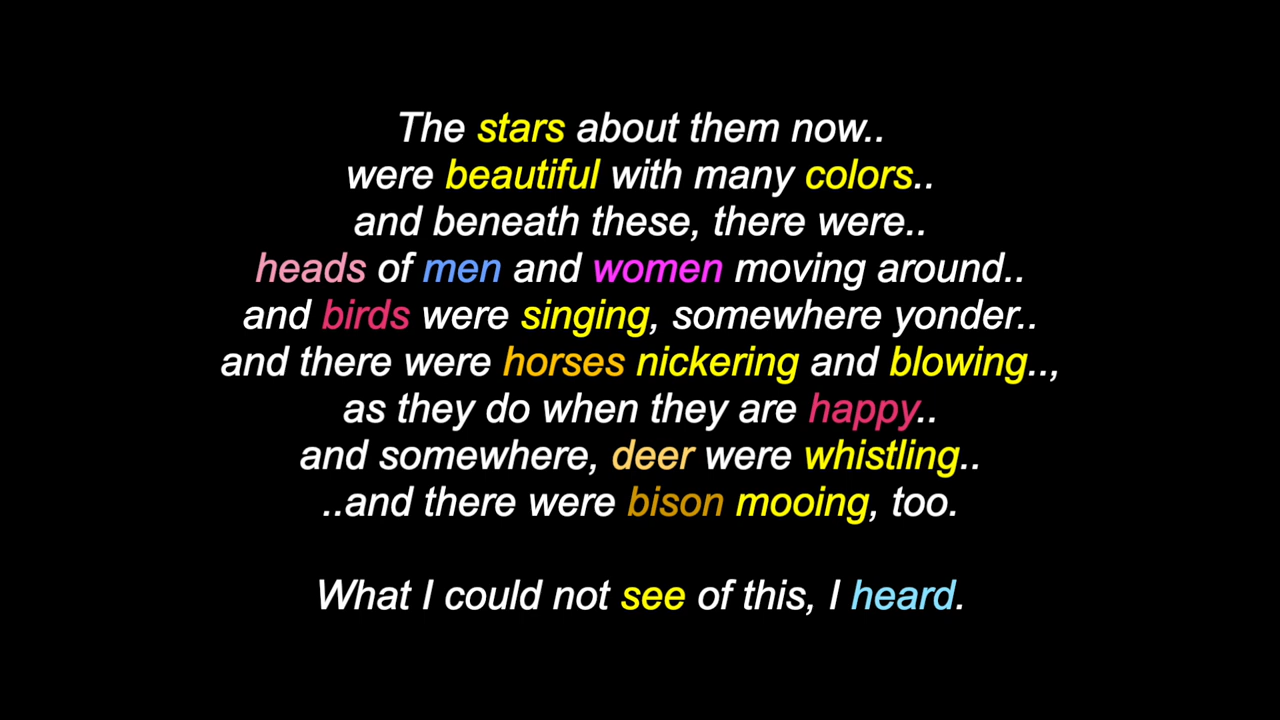 The stars about them now..
were beautiful with many colors..
and beneath these, there were..
heads of men and women moving around..
and birds were singing, somewhere yonder..
and there were horses nickering and blowing..,
as they do when they are happy..
and somewhere, deer were whistling..
..and there were bison mooing, too.
What I could not see of this, I heard.